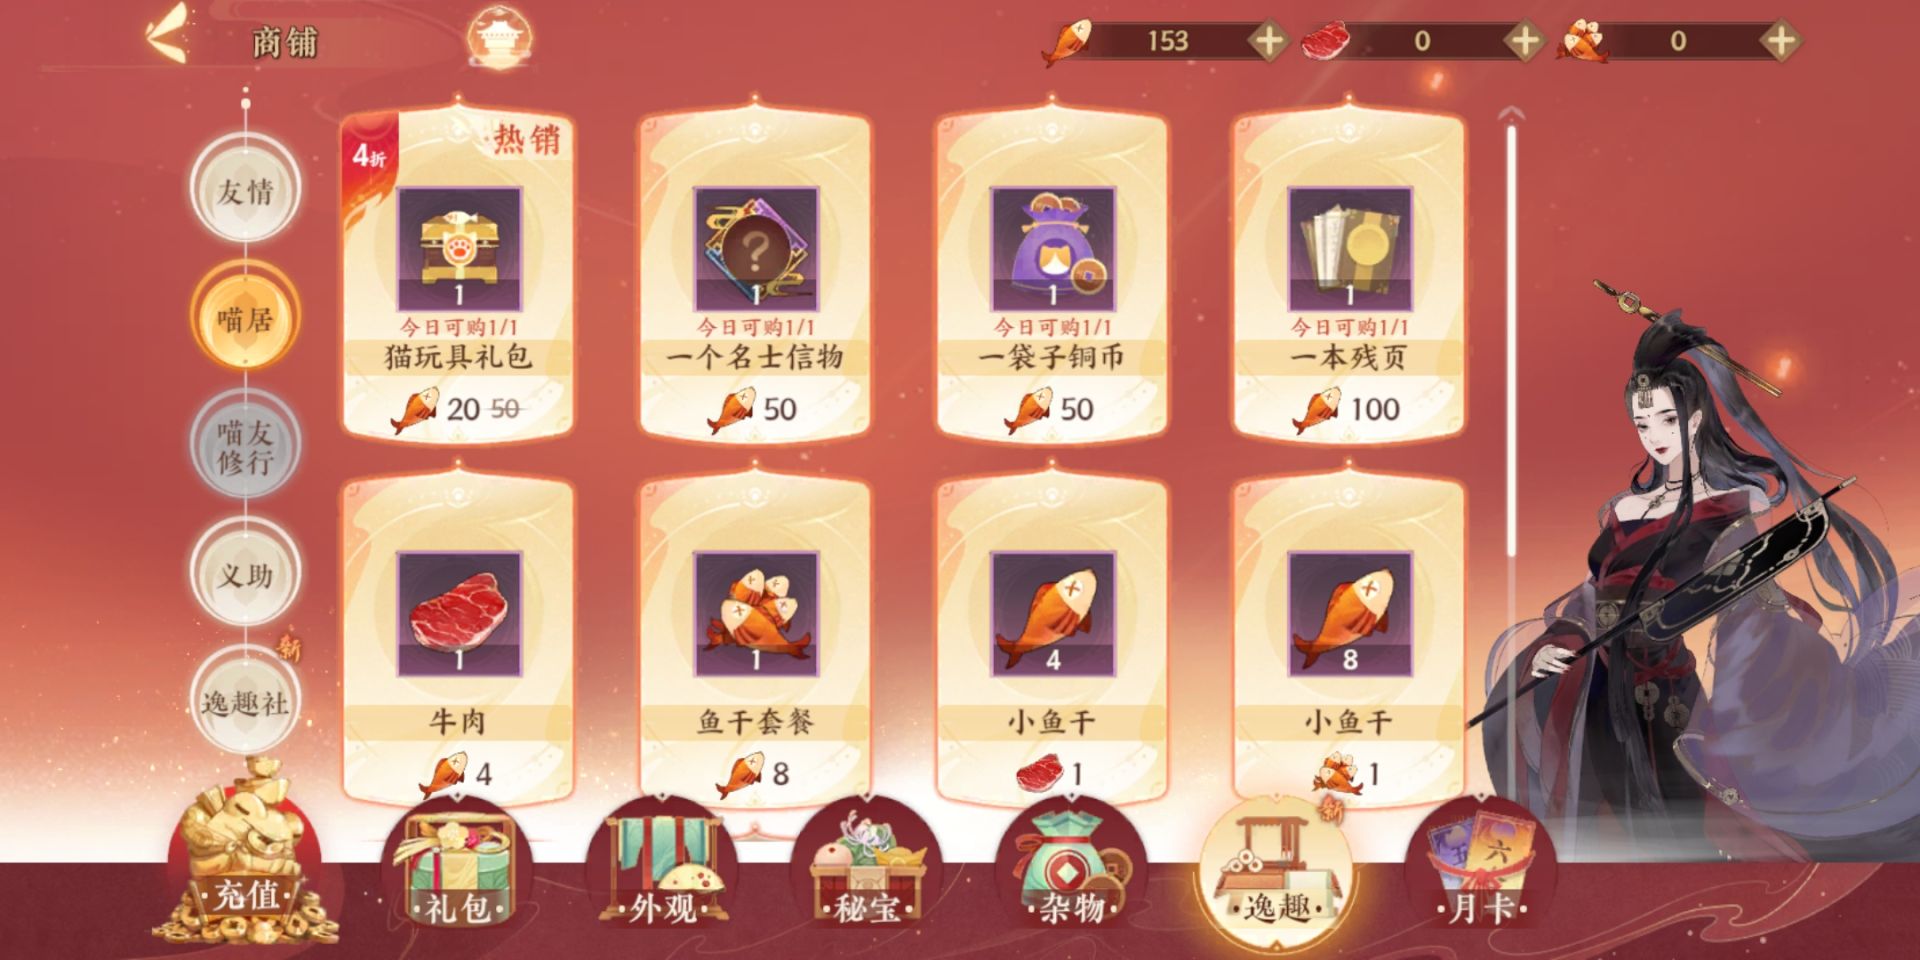 商铺
153
0
0
友情
喵居
喵友
修行
义助
新
逸趣社
4折
热销
1
今日可购1/1
猫玩具礼包
20 50
?
1
今日可购1/1
一个名士信物
50
1
今日可购1/1
一袋子铜币
50
1
今日可购1/1
一本残页
100
1
牛肉
4
1
鱼干套餐
8
4
小鱼干
1
8
小鱼干
1
充值
·礼包·
·外观·
·秘宝·
·杂物·
新
·逸趣·
五 六
·月卡·